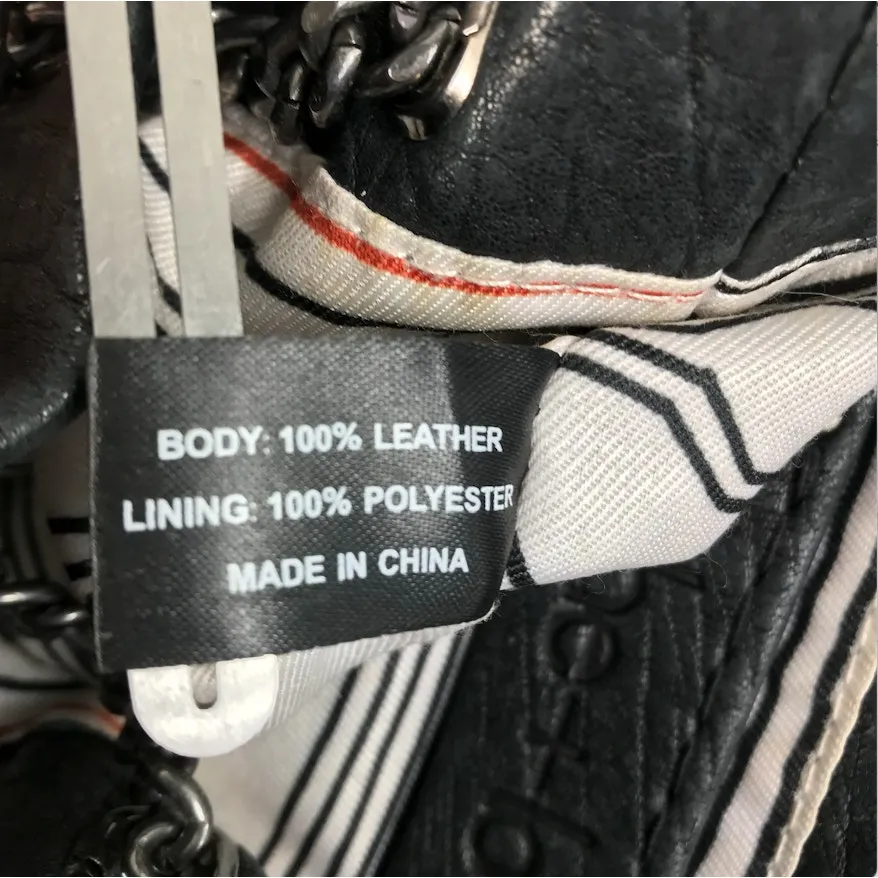 BODY: 100% LEATHER
LINING: 100% POLYESTER
MADE IN CHINA